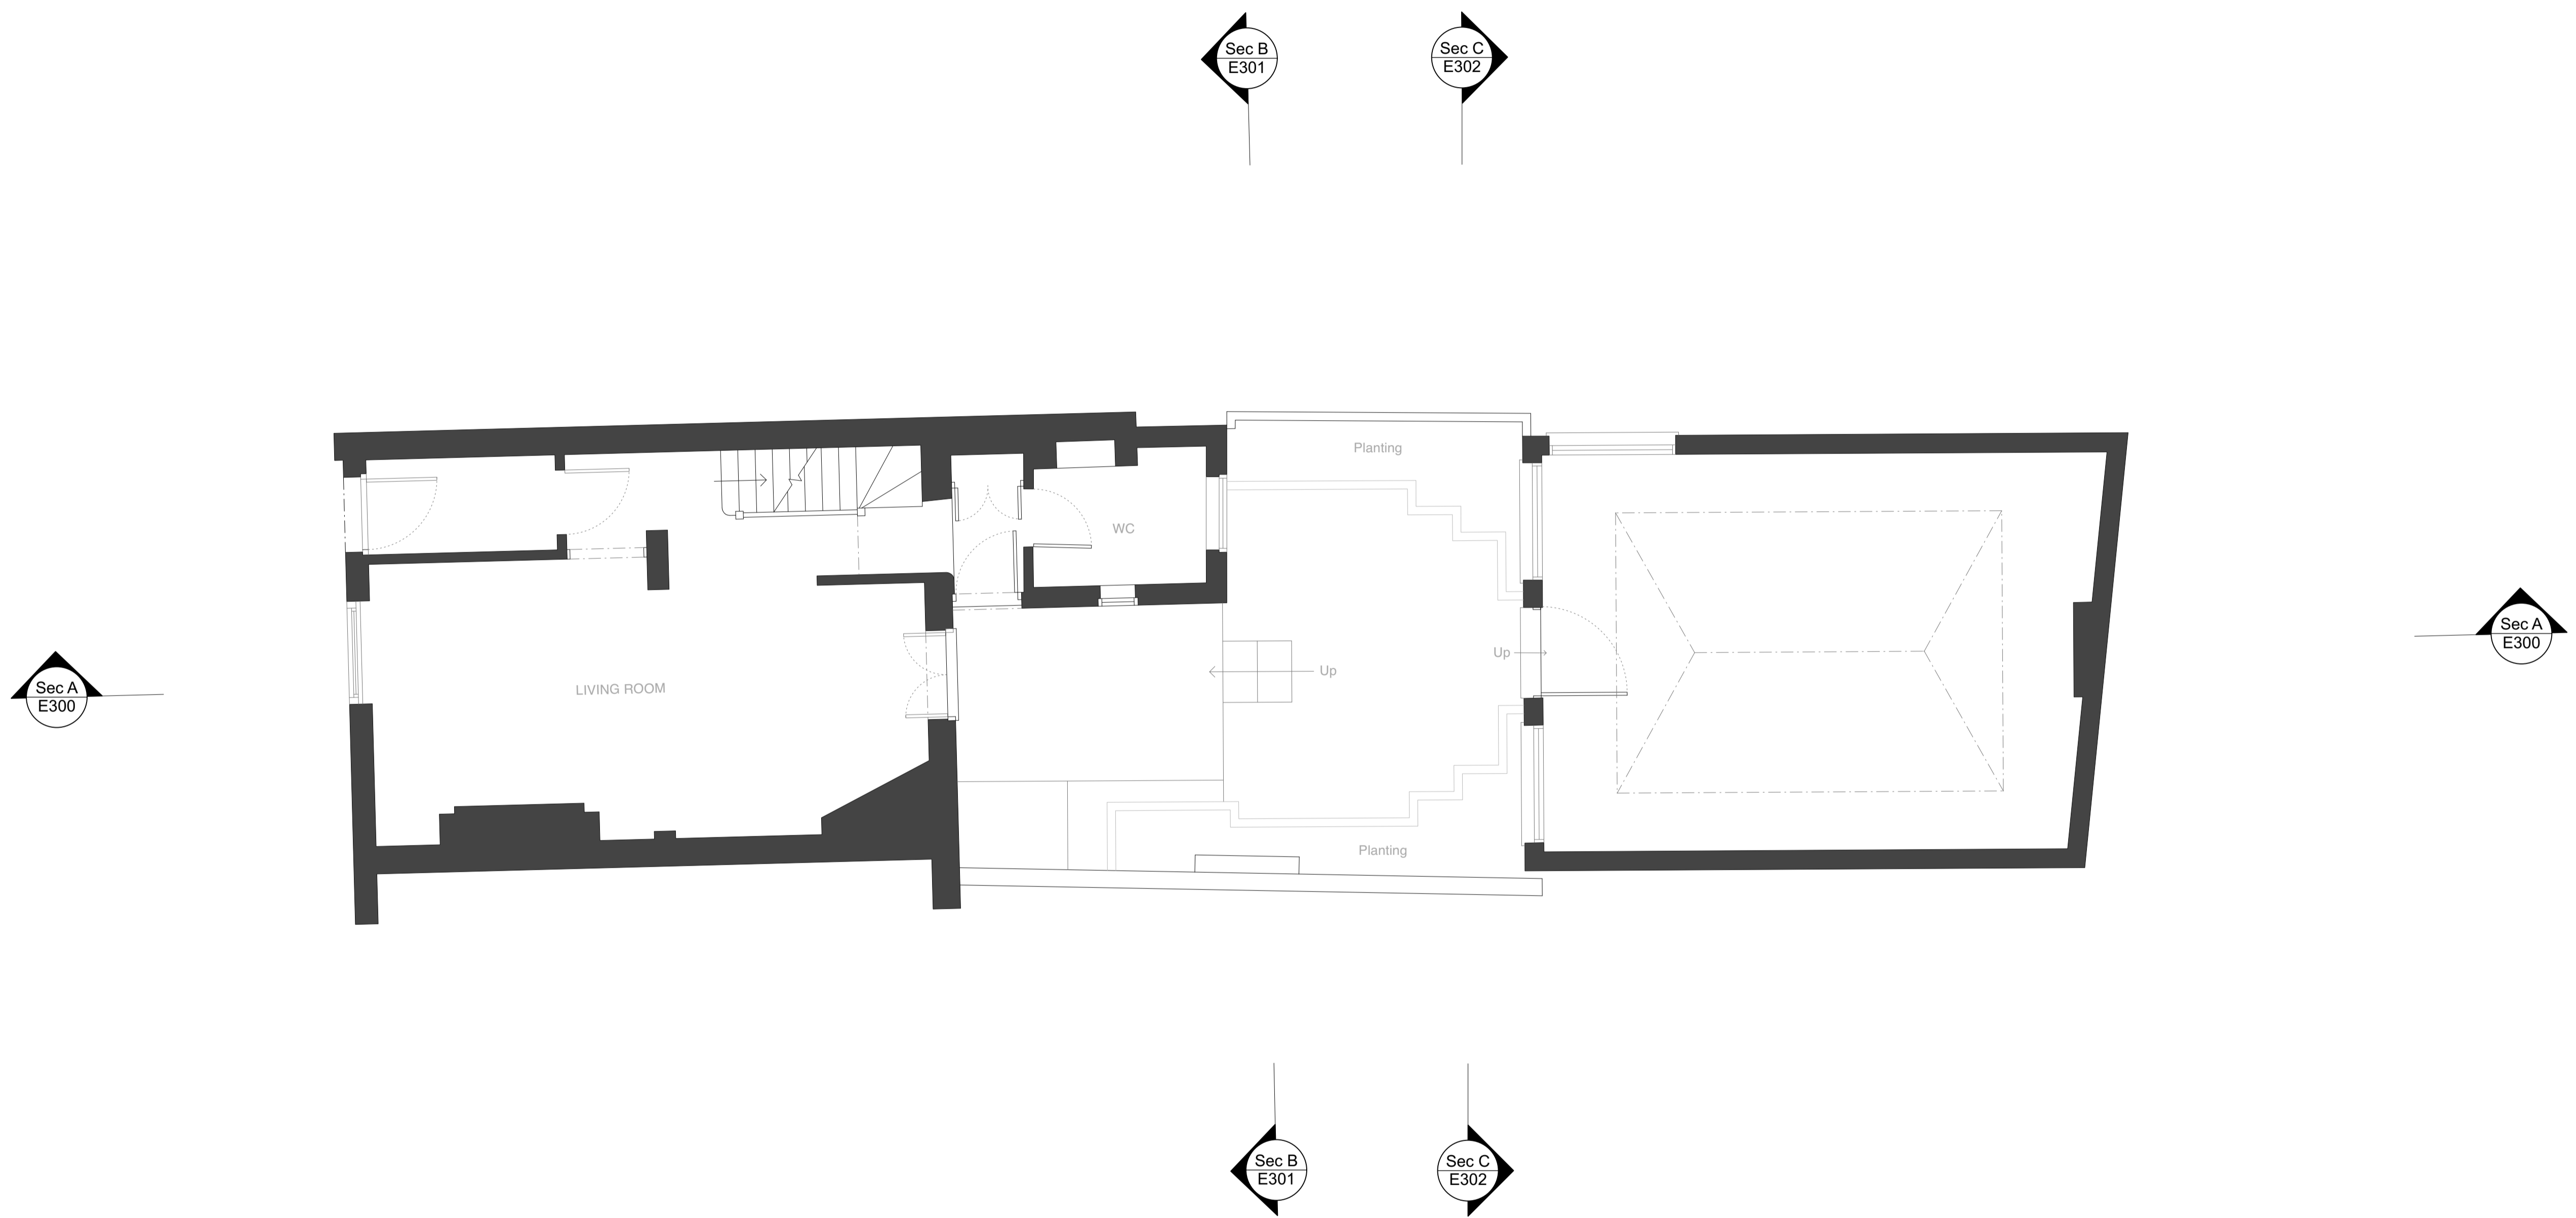 Sec B
E301
Sec C
E302
Planting
WC
Sec A
E300
Up
Up
LIVING ROOM
Sec A
E300
Planting
Sec B
E301
Sec C
E302